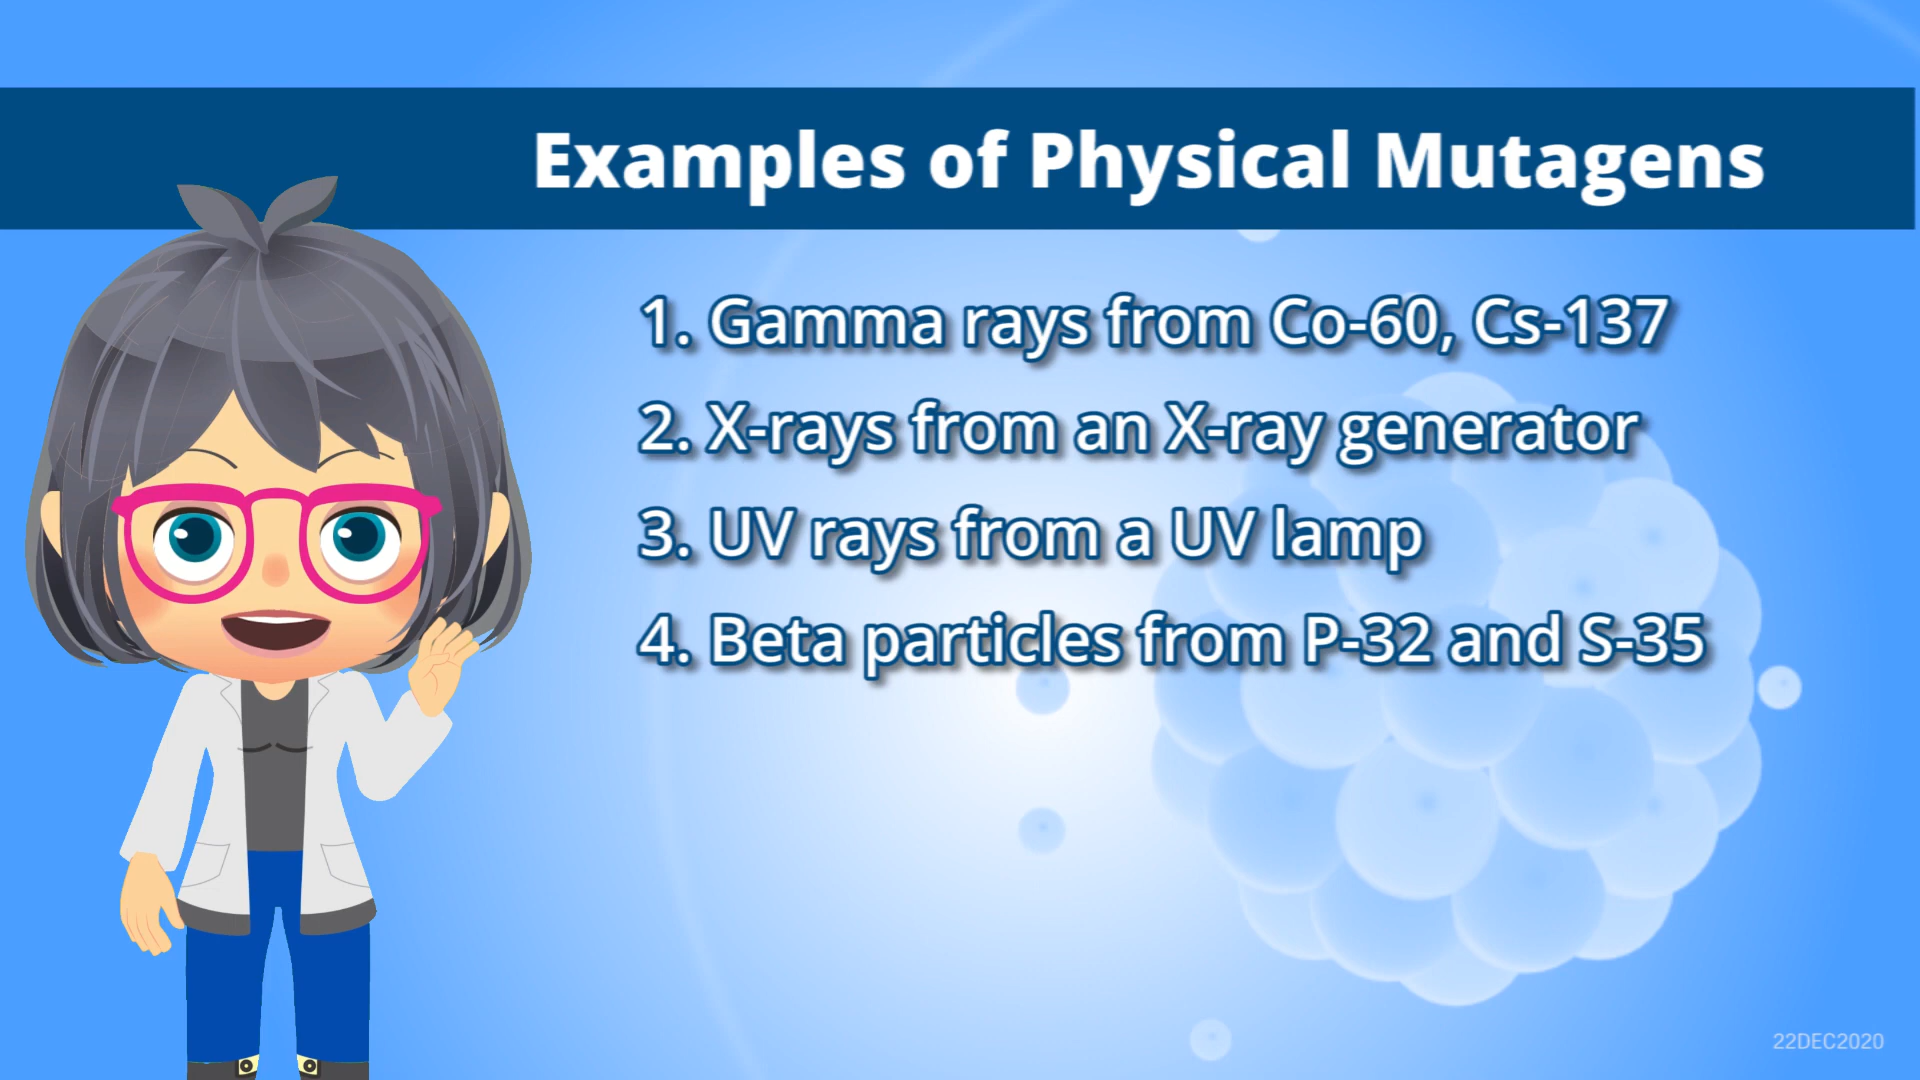 Examples of Physical Mutagens
1. Gamma rays from Co-60, Cs-137
2. X-rays from an X-ray generator
3. UV rays from a UV lamp
4. Beta particles from P-32 and S-35
22DEC2020